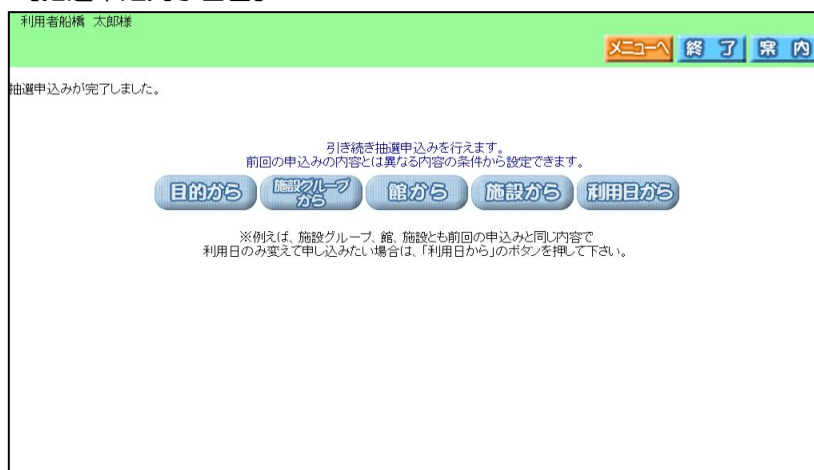 利用者船橋 太郎様
メニューへ 終 了 案 内
抽選申込みが完了しました。
引き続き抽選申込みを行えます。
前回の申込みの内容とは異なる内容の条件から設定できます。
目的から 施設グループから 館から 施設から 利用日から
※例えば、施設グループ、館、施設とも前回の申込みと同じ内容で
利用日のみ変えて申し込みたい場合は、「利用日から」のボタンを押して下さい。